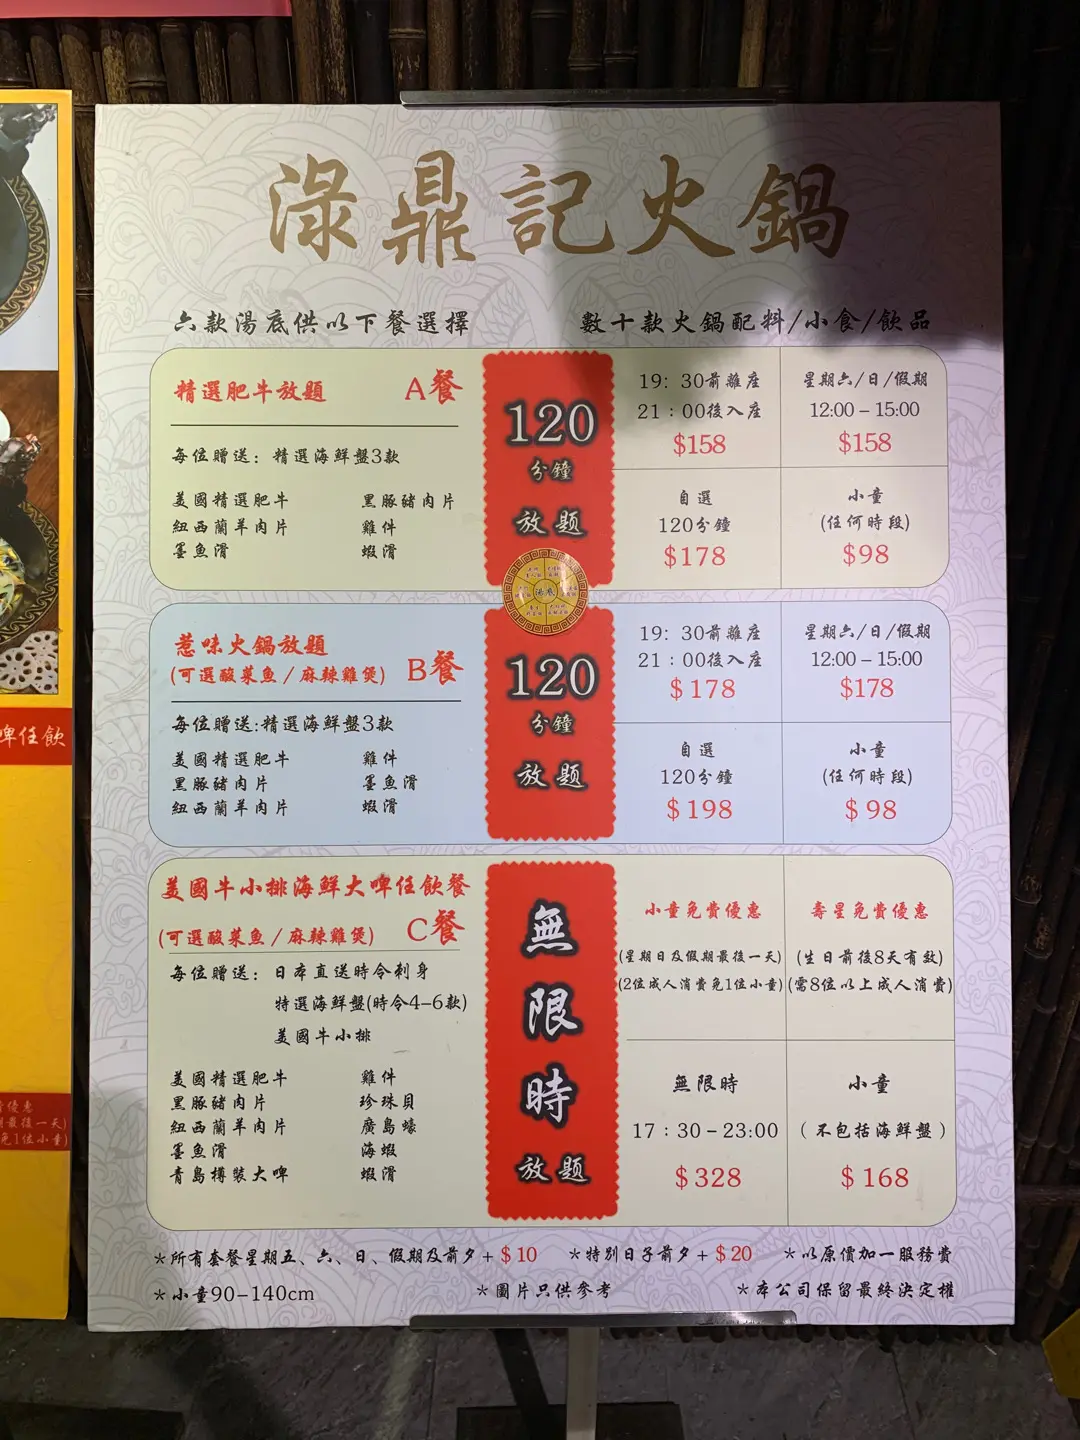 淥鼎記火鍋
六款湯底供以下餐選擇
數十款火鍋配料/小食/飲品
精選肥牛放題 A餐
每位贈送：精選海鮮盤3款
美國精選肥牛 黑豚豬肉片
紐西蘭羊肉片 雞件
墨魚滑 蝦滑
120
分鐘
放題
19：30前離座
21：00後入座
$158
星期六/日/假期
12:00－15:00
$158
自選
120分鐘
$178
小童
(任何時段)
$98
湯底
惹味火鍋放題
(可選酸菜魚/麻辣雞煲) B餐
每位贈送:精選海鮮盤3款
美國精選肥牛 雞件
黑豚豬肉片 墨魚滑
紐西蘭羊肉片 蝦滑
120
分鐘
放題
19：30前離座
21：00後入座
$178
星期六/日/假期
12:00－15:00
$178
自選
120分鐘
$198
小童
(任何時段)
$98
美國牛小排海鮮大啤任飲餐
(可選酸菜魚/麻辣雞煲) C餐
每位贈送：日本直送時令刺身
特選海鮮盤(時令4-6款)
美國牛小排
美國精選肥牛 雞件
黑豚豬肉片 珍珠貝
紐西蘭羊肉片 廣島蠔
墨魚滑 海蝦
青島樽裝大啤 蝦滑
無
限
時
放題
小童免費優惠
(星期日及假期最後一天)
(2位成人消費免1位小童)
壽星免費優惠
(生日前後8天有效)
(需8位以上成人消費)
無限時
17：30－23:00
$328
小童
(不包括海鮮盤)
$168
*所有套餐星期五、六、日、假期及前夕+$10 *特別日子前夕+$20 *以原價加一服務費
*小童90-140cm *圖片只供參考 *本公司保留最終決定權
啤任飲
優惠
最後一天)
免1位小童)